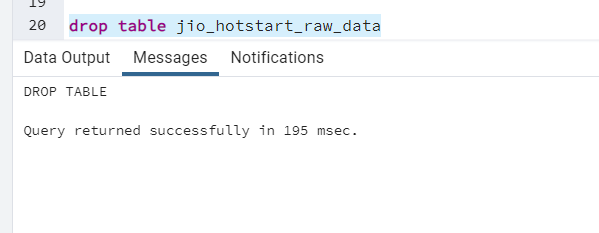 19
20 drop table jio_hotstart_raw_data
Data Output Messages Notifications
DROP TABLE
Query returned successfully in 195 msec.